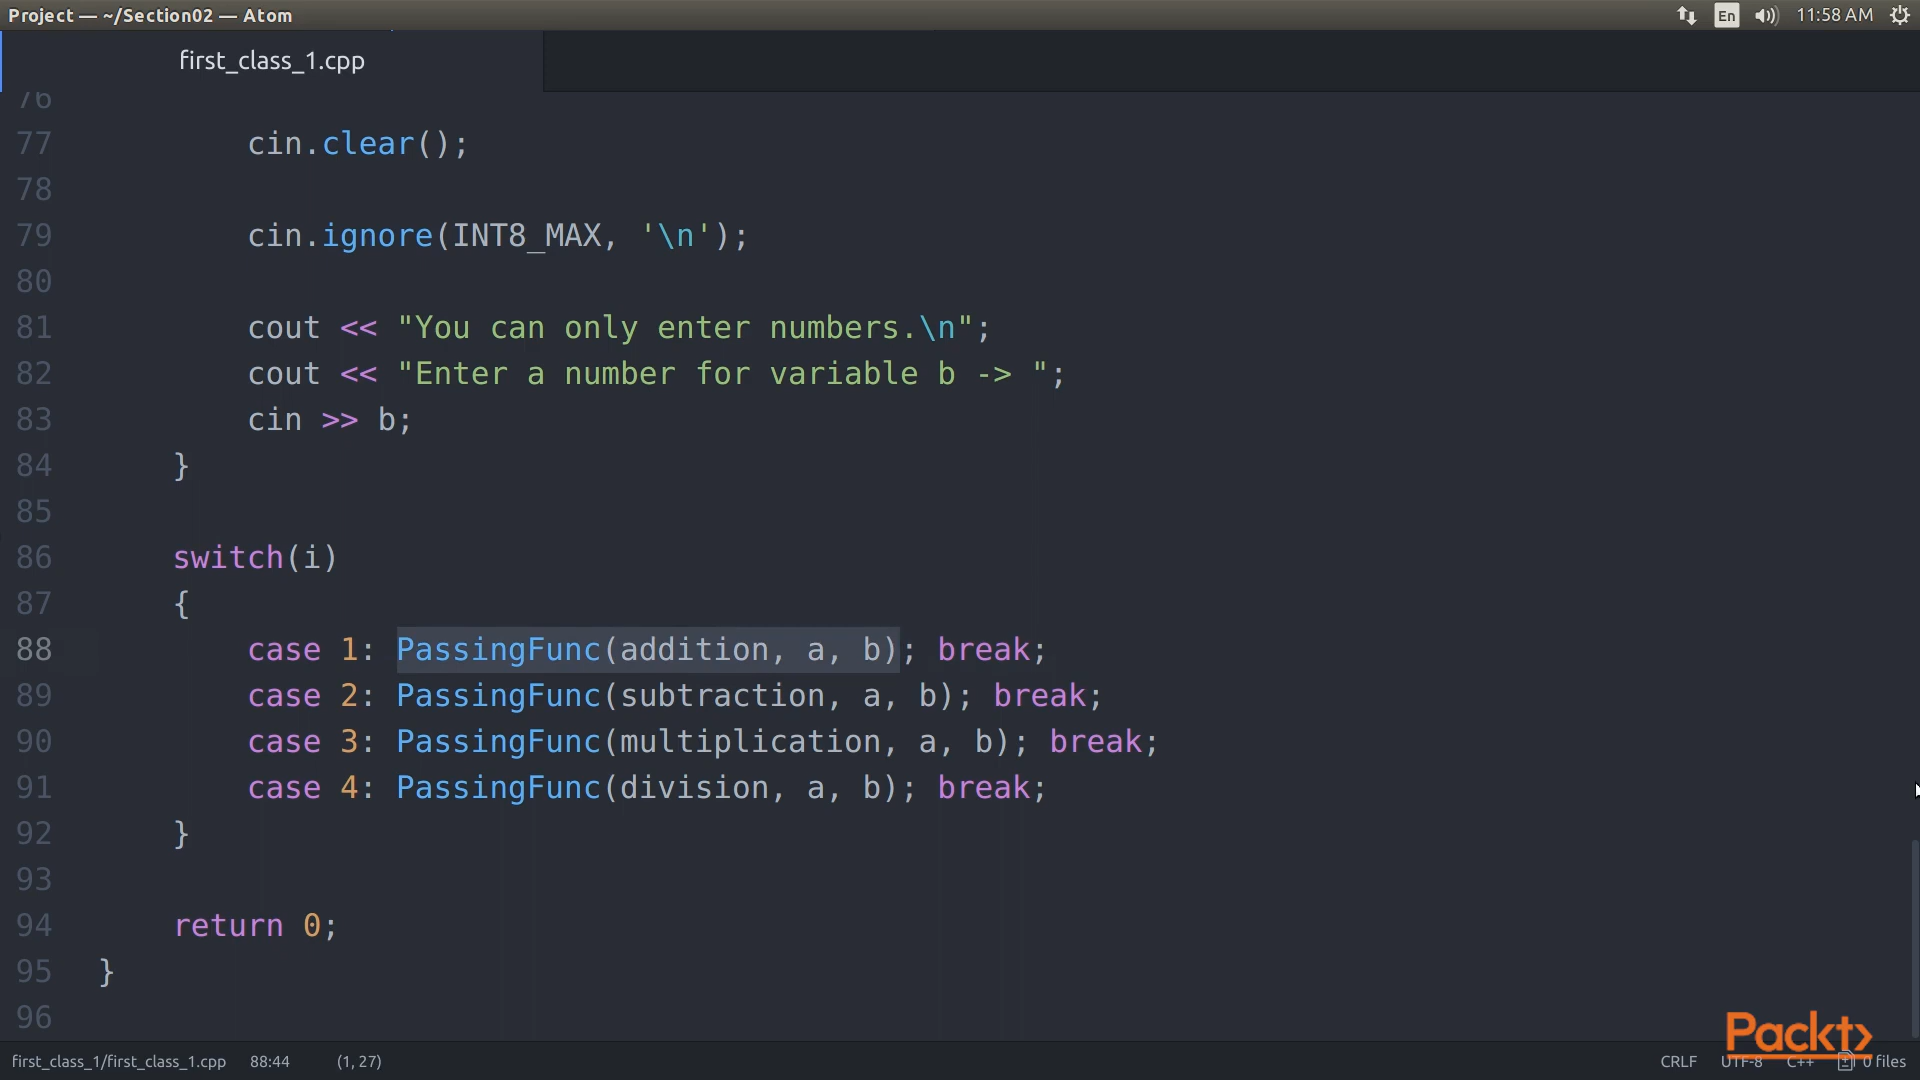 Project — ~/Section02 — Atom
En
11:58 AM
first_class_1.cpp
76
77 cin.clear();
78
79 cin.ignore(INT8_MAX, '\n');
80
81 cout << "You can only enter numbers.\n";
82 cout << "Enter a number for variable b -> ";
83 cin >> b;
84 }
85
86 switch(i)
87 {
88 case 1: PassingFunc(addition, a, b); break;
89 case 2: PassingFunc(subtraction, a, b); break;
90 case 3: PassingFunc(multiplication, a, b); break;
91 case 4: PassingFunc(division, a, b); break;
92 }
93
94 return 0;
95 }
96
Packt>
first_class_1/first_class_1.cpp 88:44 (1, 27) CRLF UTF-8 C++ 0 files